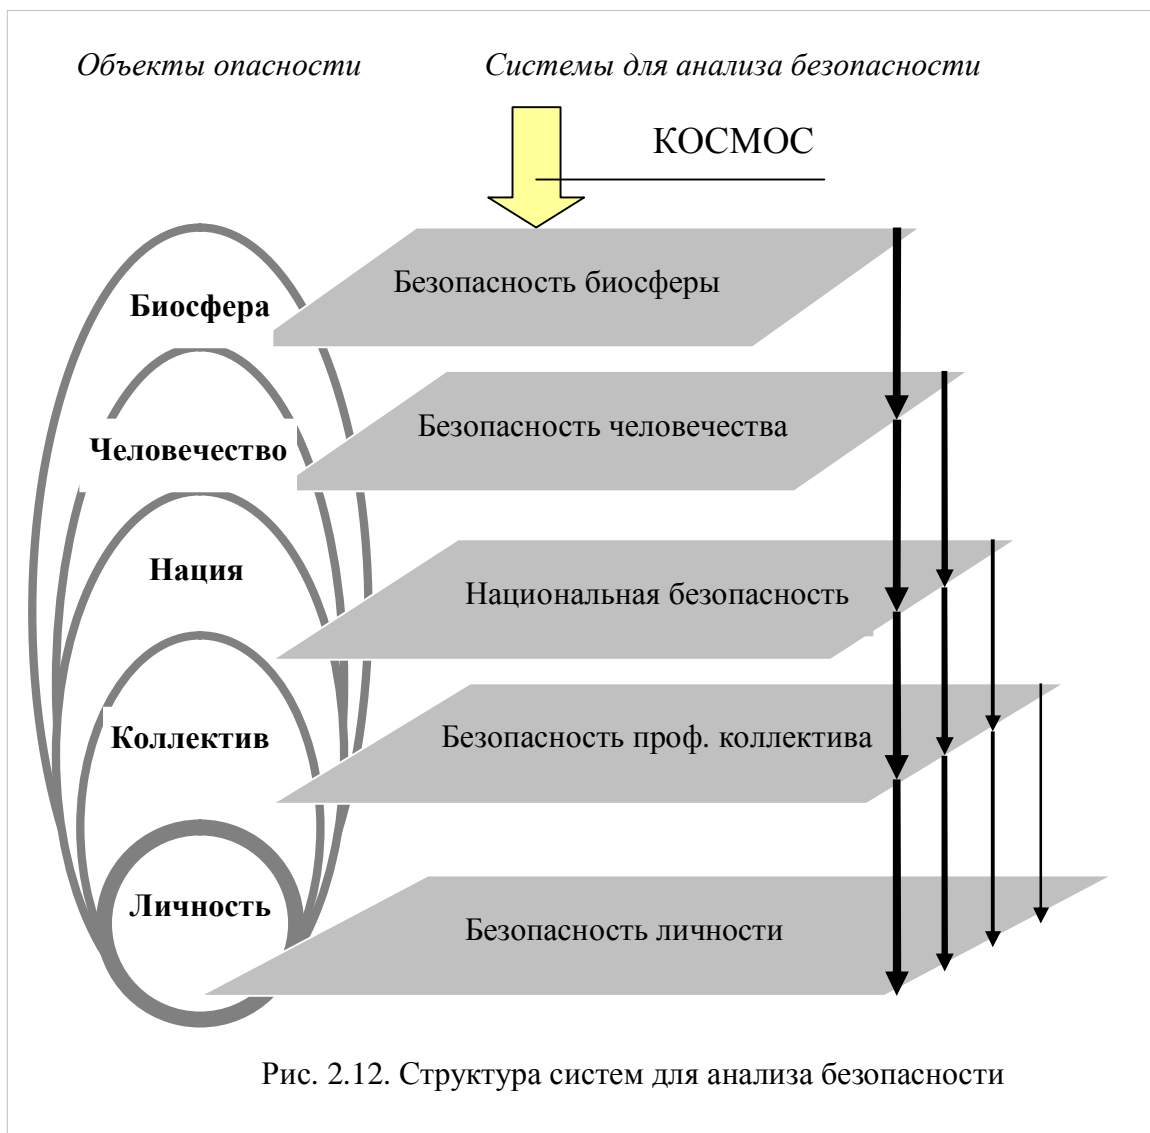 Объекты опасности
Системы для анализа безопасности
КОСМОС
Биосфера
Безопасность биосферы
Человечество
Безопасность человечества
Нация
Национальная безопасность
Коллектив
Безопасность проф. коллектива
Личность
Безопасность личности
Рис. 2.12. Структура систем для анализа безопасности